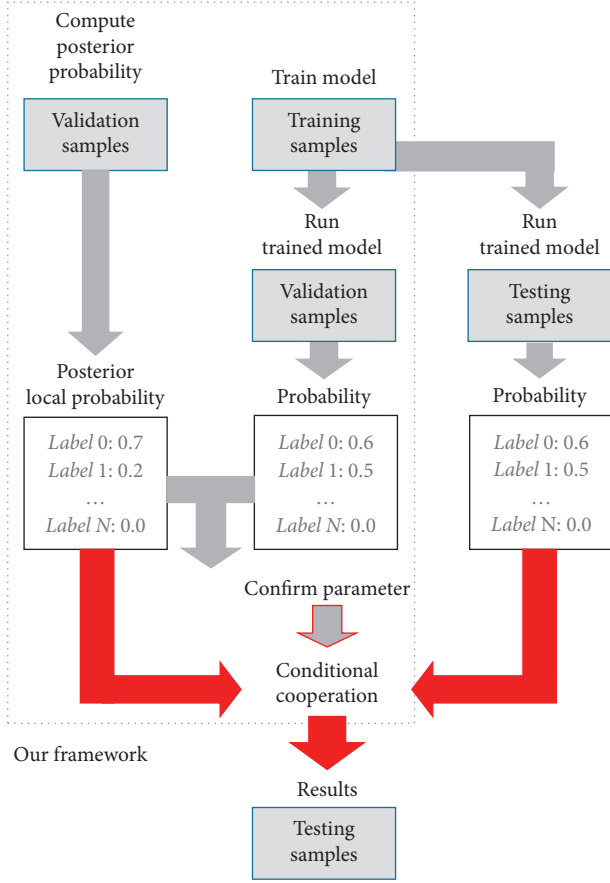 Compute
posterior
probability
Validation
samples
Train model
Training
samples
Run
trained model
Validation
samples
Run
trained model
Testing
samples
Posterior
local probability
Label 0: 0.7
Label 1: 0.2
…
Label N: 0.0
Probability
Label 0: 0.6
Label 1: 0.5
…
Label N: 0.0
Probability
Label 0: 0.6
Label 1: 0.5
…
Label N: 0.0
Confirm parameter
Conditional
cooperation
Our framework
Results
Testing
samples